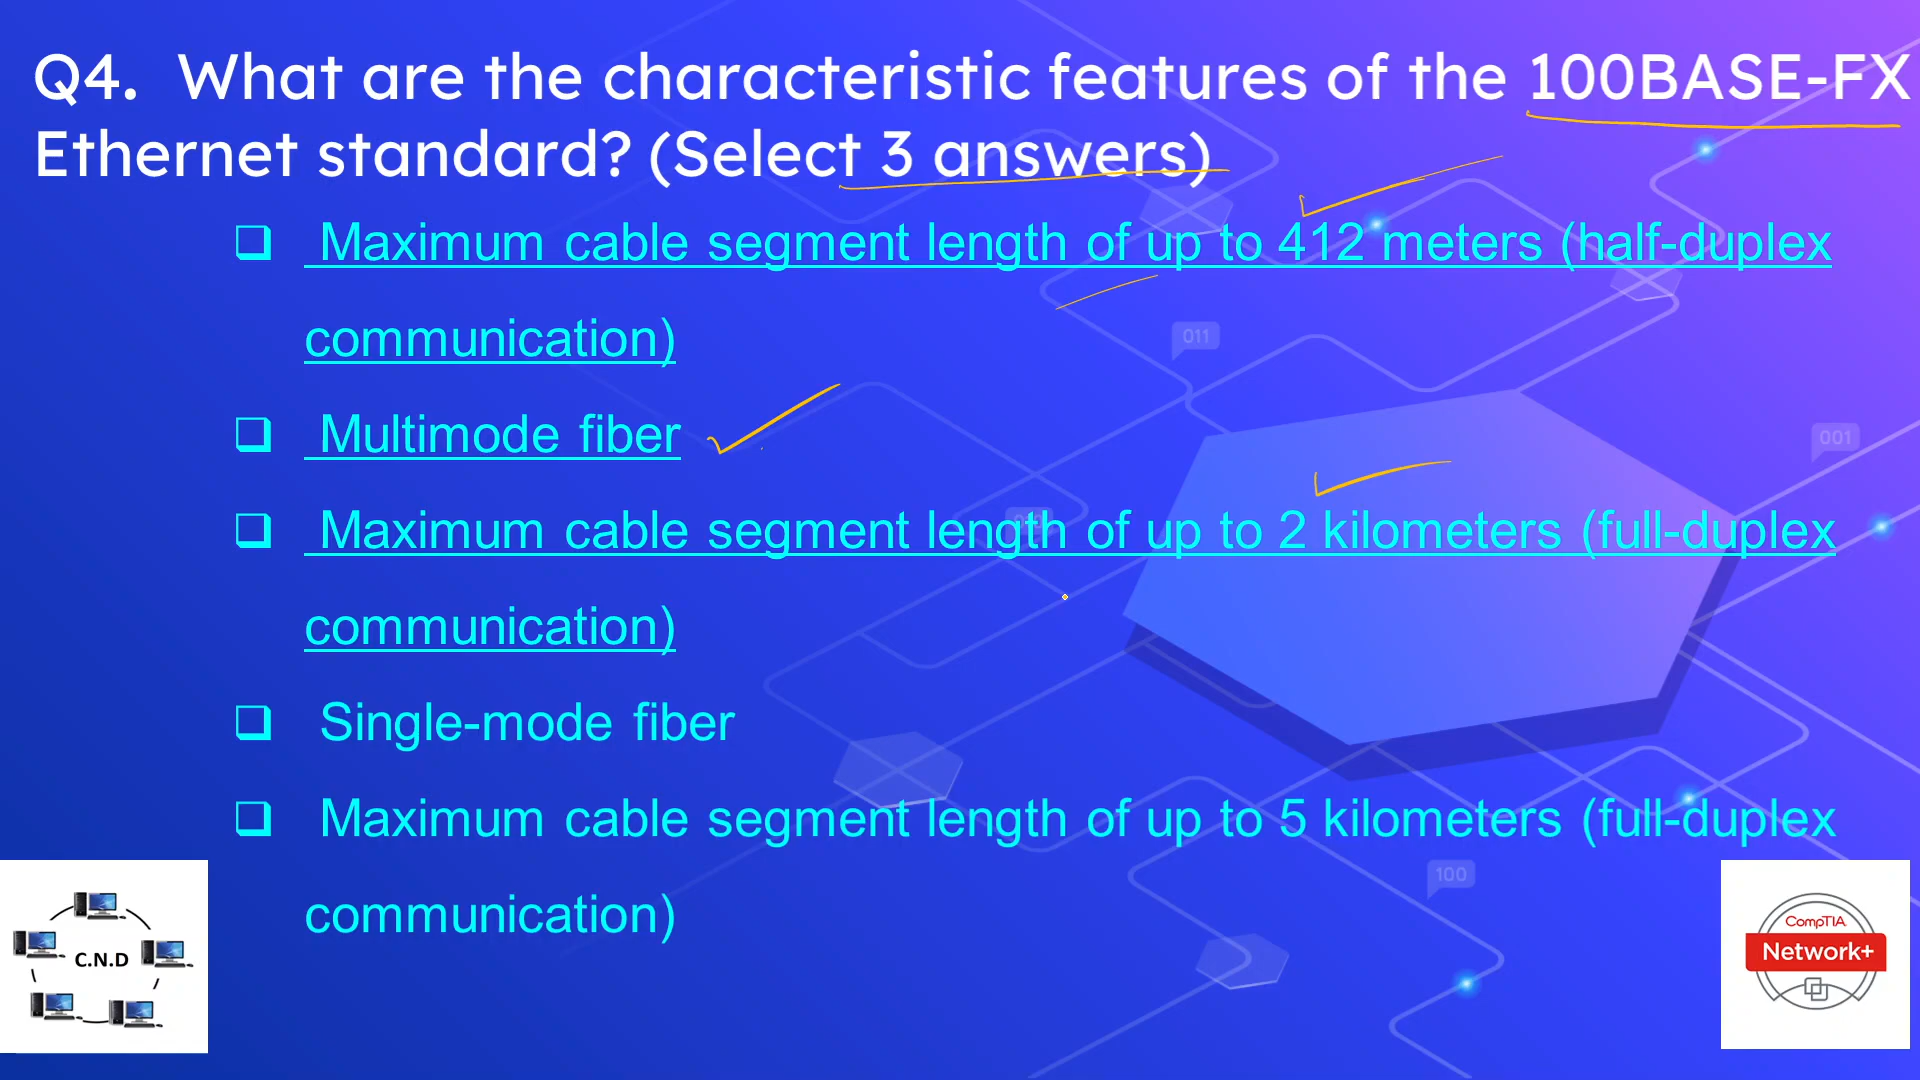 Q4. What are the characteristic features of the 100BASE-FX
Ethernet standard? (Select 3 answers)
❑ Maximum cable segment length of up to 412 meters (half-duplex
communication)
❑ Multimode fiber
❑ Maximum cable segment length of up to 2 kilometers (full-duplex
communication)
❑ Single-mode fiber
❑ Maximum cable segment length of up to 5 kilometers (full-duplex
communication)
011
001
100
C.N.D
CompTIA
Network+